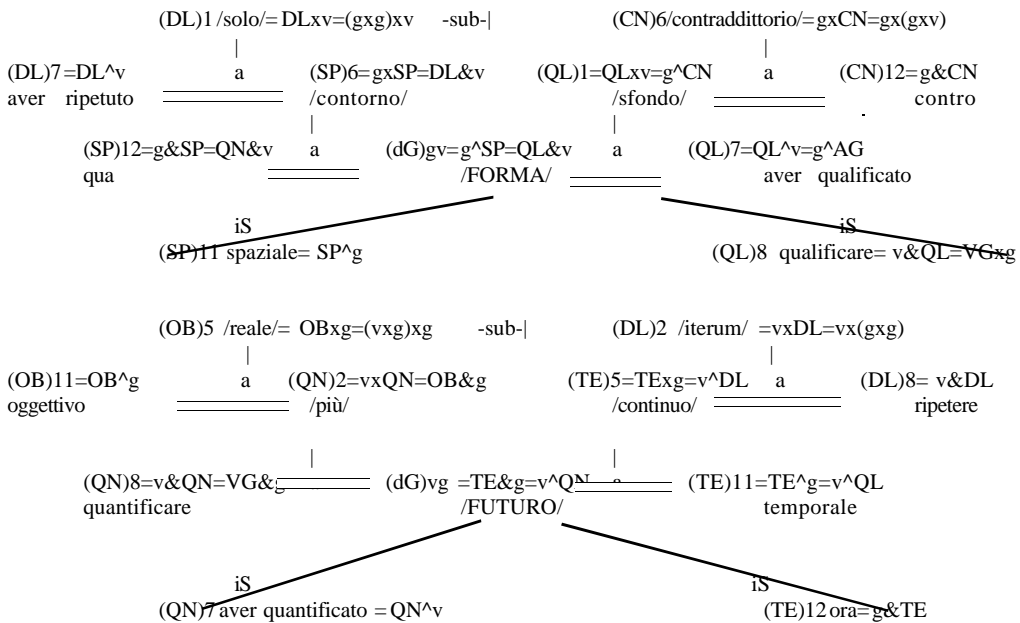 (DL)1 /solo/= DLxv=(gxg)xv -sub-| (CN)6/contraddittorio/=gxCN=gx(gxv)
| |
(DL)7=DL^v a (SP)6=gxSP=DL&v (QL)1=QLxv=g^CN a (CN)12=g&CN
aver ripetuto /contorno/ /sfondo/ contro
| |
(SP)12=g&SP=QN&v a (dG)gv=g^SP=QL&v a (QL)7=QL^v=g^AG
qua /FORMA/ aver qualificato
iS iS
(SP)11 spaziale= SP^g (QL)8 qualificare= v&QL=VGxg
(OB)5 /reale/= OBxg=(vxg)xg -sub-| (DL)2 /iterum/ =vxDL=vx(gxg)
| |
(OB)11=OB^g a (QN)2=vxQN=OB&g (TE)5=TExg=v^DL a (DL)8= v&DL
oggettivo /più/ /continuo/ ripetere
| |
(QN)8=v&QN=VG&g (dG)vg =TE&g=v^QN a (TE)11=TE^g=v^QL
quantificare /FUTURO/ temporale
iS iS
(QN)7 aver quantificato =QN^v (TE)12 ora=g&TE